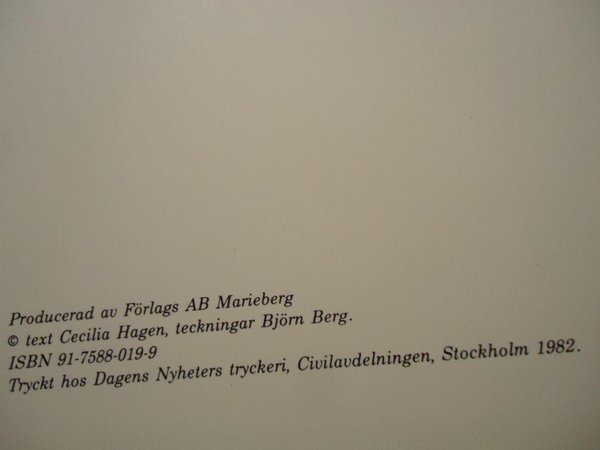 Producerad av Förlags AB Marieberg
© text Cecilia Hagen, teckningar Björn Berg.
ISBN 91-7588-019-9
Tryckt hos Dagens Nyheters tryckeri, Civilavdelningen, Stockholm 1982.